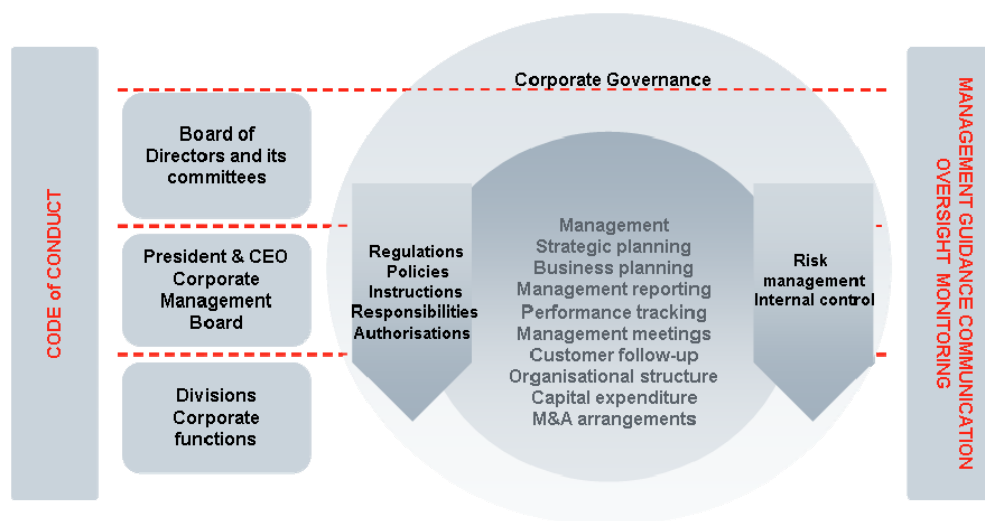 CODE of CONDUCT
Corporate Governance
Board of
Directors and its
committees
President & CEO
Corporate
Management
Board
Divisions
Corporate
functions
Regulations
Policies
Instructions
Responsibilities
Authorisations
Management
Strategic planning
Business planning
Management reporting
Performance tracking
Management meetings
Customer follow-up
Organisational structure
Capital expenditure
M&A arrangements
Risk
management
Internal control
MANAGEMENT GUIDANCE COMMUNICATION
OVERSIGHT MONITORING